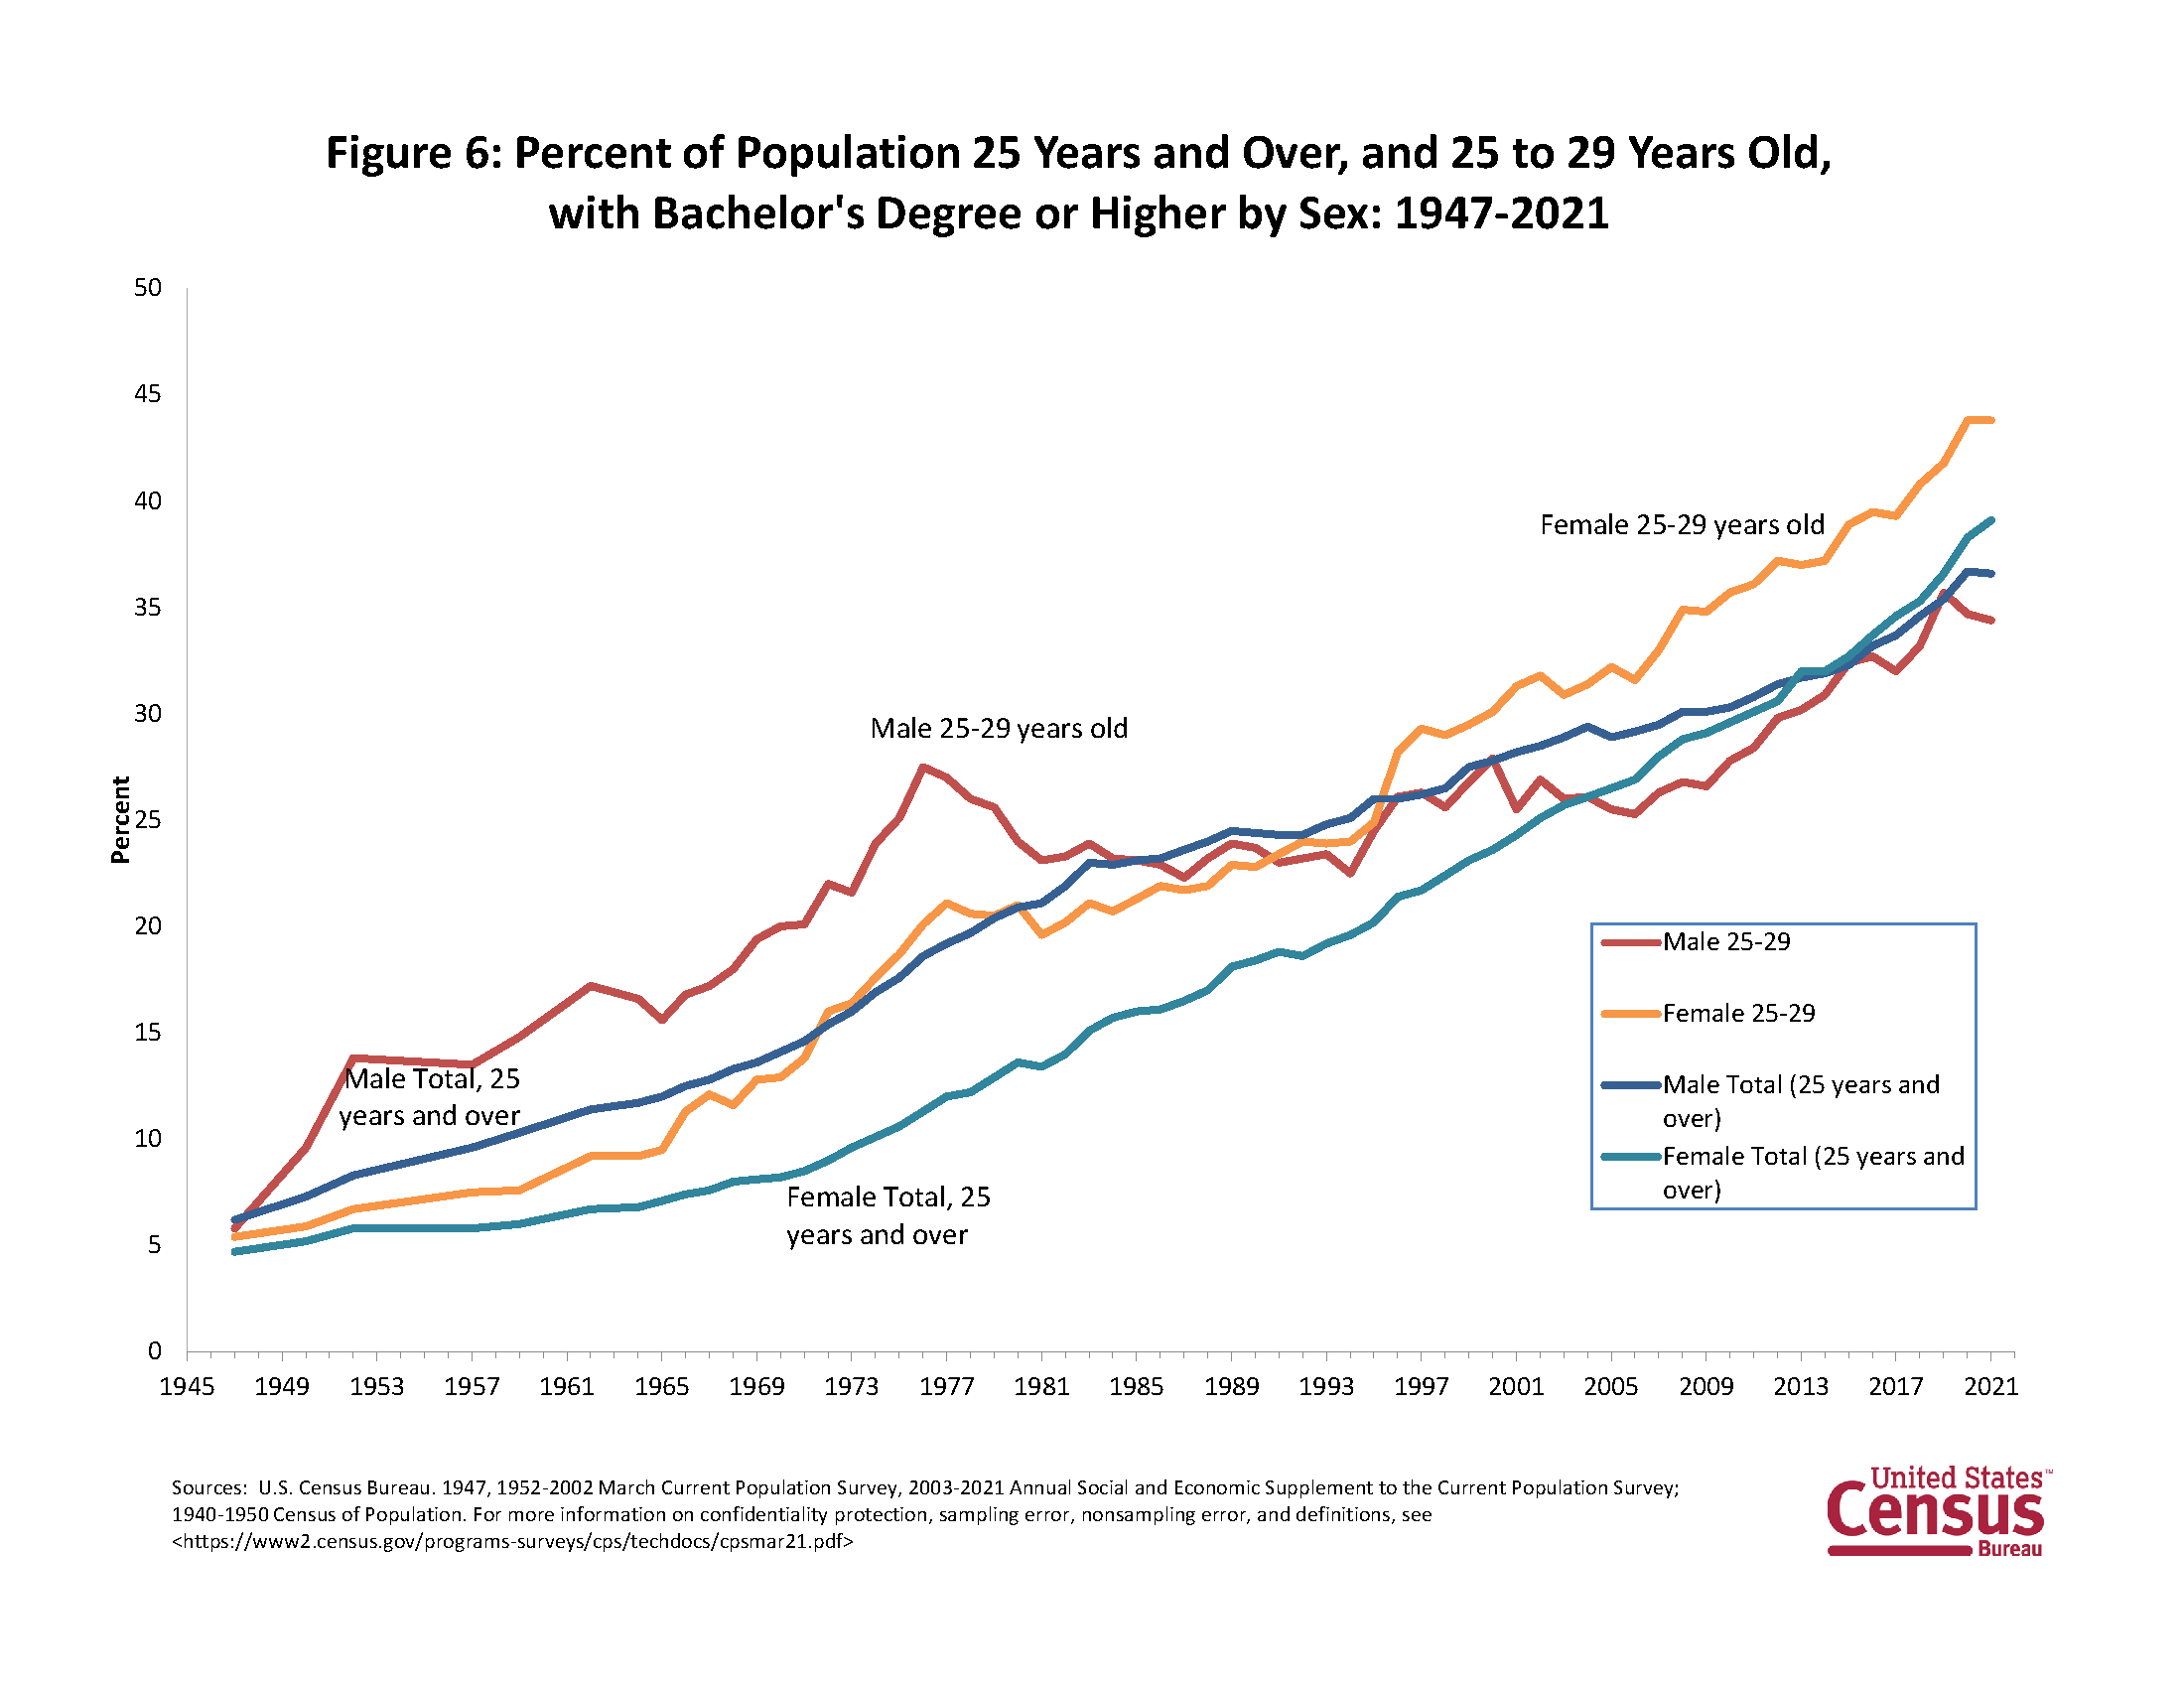 Figure 6: Percent of Population 25 Years and Over, and 25 to 29 Years Old,
with Bachelor's Degree or Higher by Sex: 1947-2021
50
45
40
35
30
25
20
15
10
5
0
Percent
Female 25-29 years old
Male 25-29 years old
Male Total, 25
years and over
Female Total, 25
years and over
Male 25-29
Female 25-29
Male Total (25 years and
over)
Female Total (25 years and
over)
1945 1949 1953 1957 1961 1965 1969 1973 1977 1981 1985 1989 1993 1997 2001 2005 2009 2013 2017 2021
Sources: U.S. Census Bureau. 1947, 1952-2002 March Current Population Survey, 2003-2021 Annual Social and Economic Supplement to the Current Population Survey;
1940-1950 Census of Population. For more information on confidentiality protection, sampling error, nonsampling error, and definitions, see
<https://www2.census.gov/programs-surveys/cps/techdocs/cpsmar21.pdf>
United States™
Census
Bureau